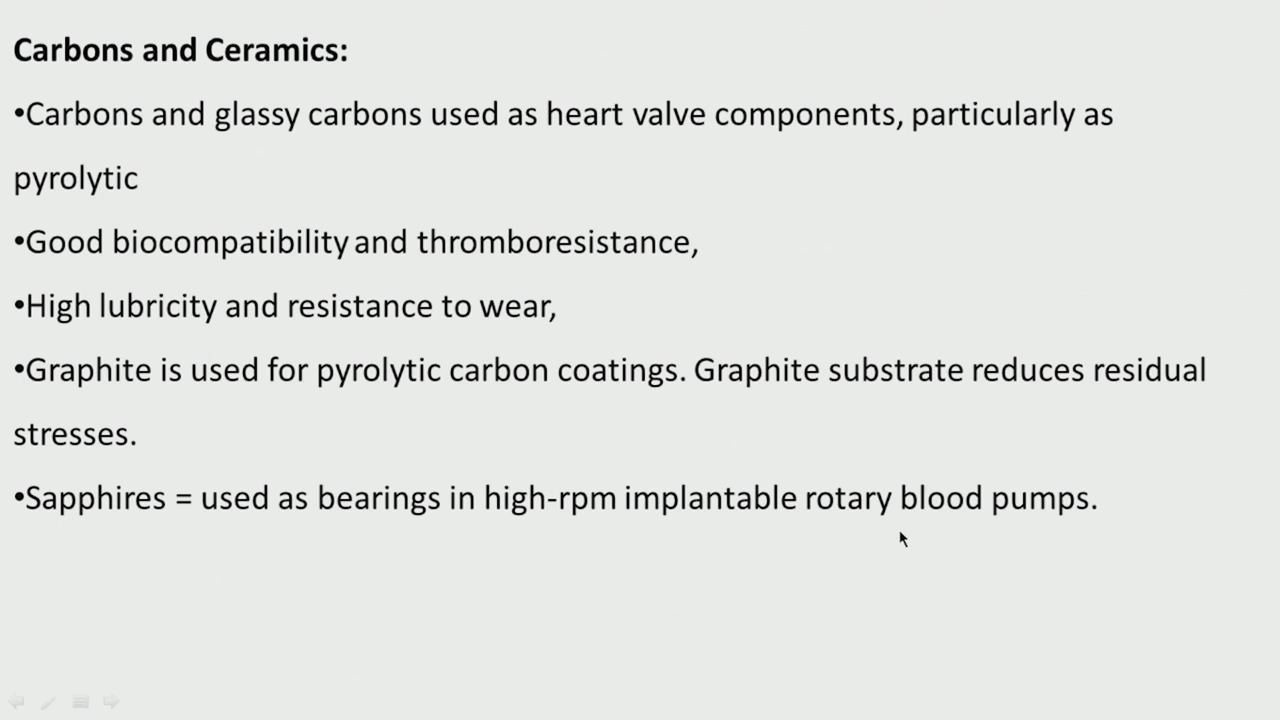 Carbons and Ceramics:
•Carbons and glassy carbons used as heart valve components, particularly as
pyrolytic
•Good biocompatibility and thromboresistance,
•High lubricity and resistance to wear,
•Graphite is used for pyrolytic carbon coatings. Graphite substrate reduces residual
stresses.
•Sapphires = used as bearings in high-rpm implantable rotary blood pumps.